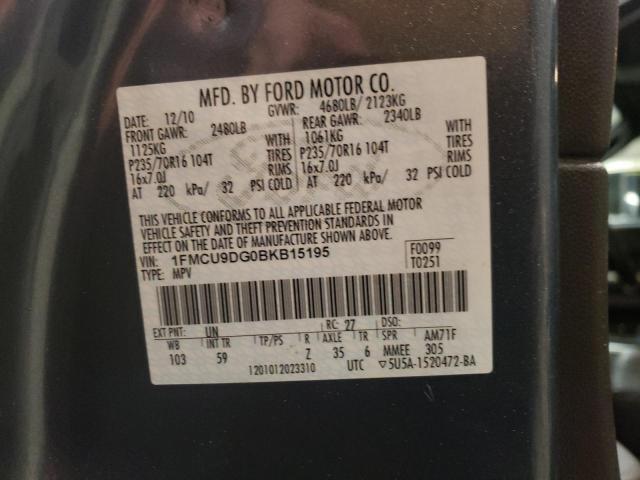 MFD. BY FORD MOTOR CO.
DATE: 12/10 GVWR: 4680LB/ 2123KG
FRONT GAWR: 2480LB REAR GAWR: 2340LB
1125KG WITH 1061KG WITH
P235/70R16 104T TIRES P235/70R16 104T TIRES
16x7.0J RIMS 16x7.0J RIMS
AT 220 kPa/ 32 PSI COLD AT 220 kPa/ 32 PSI COLD
THIS VEHICLE CONFORMS TO ALL APPLICABLE FEDERAL MOTOR
VEHICLE SAFETY AND THEFT PREVENTION STANDARDS IN
EFFECT ON THE DATE OF MANUFACTURE SHOWN ABOVE.
VIN: 1FMCU9DG0BKB15195 F0099
TYPE: MPV T0251
EXT PNT: UN RC: 27 DSO:
WB INT TR TP/PS R AXLE TR SPR AM71F
103 59 Z 35 6 MMEE 305
1201012023310 UTC ▽5U5A-1520472-BA